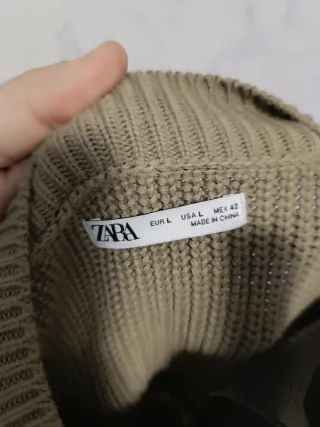 ZARA
EUR L USA L MEX 42
MADE IN CHINA